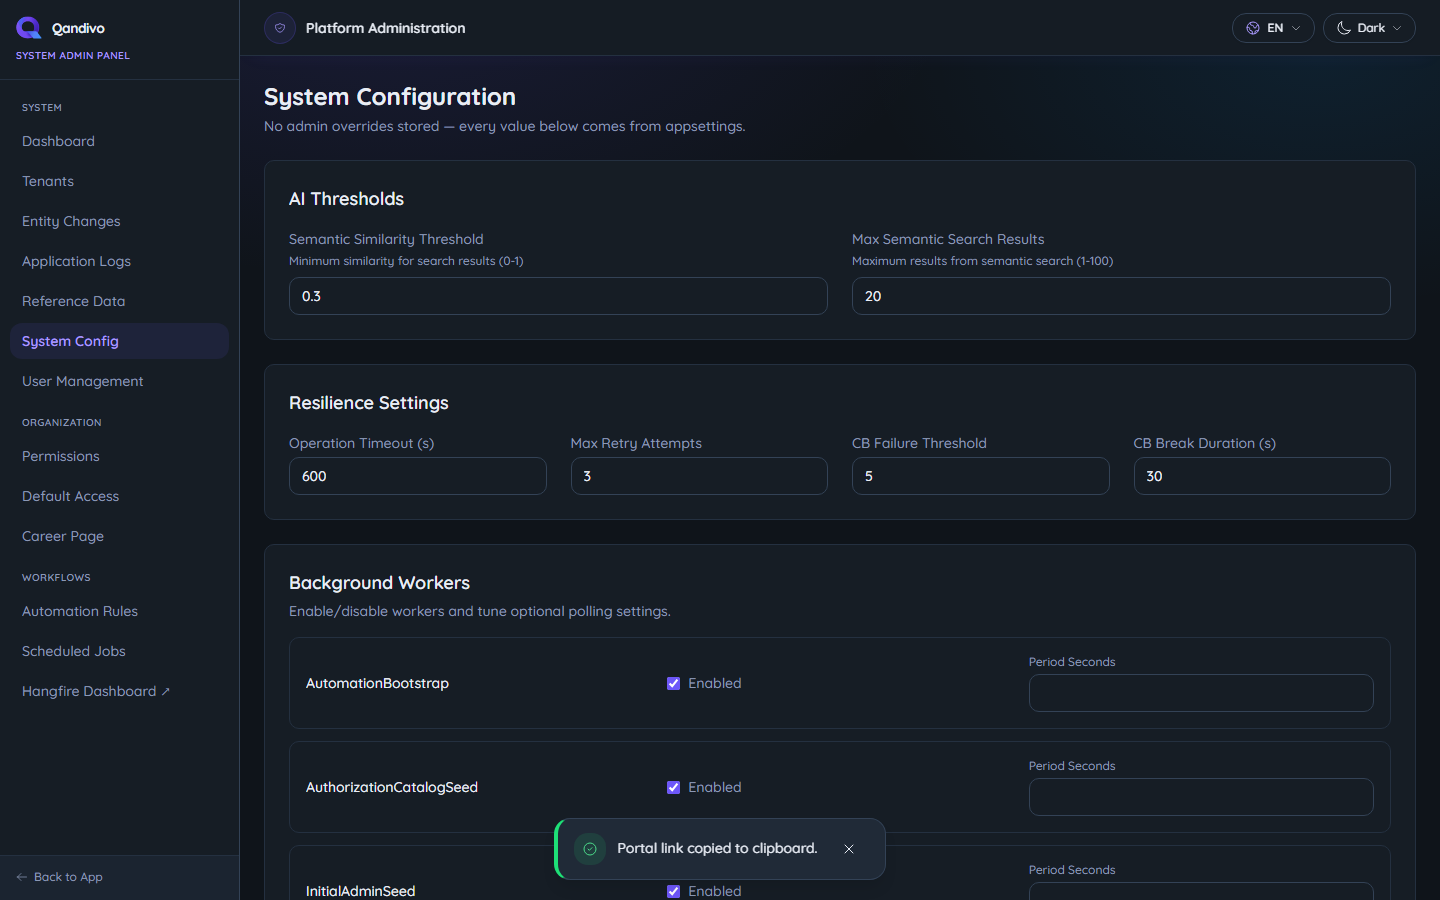 Qandivo
SYSTEM ADMIN PANEL
Platform Administration
EN
Dark
SYSTEM
Dashboard
Tenants
Entity Changes
Application Logs
Reference Data
System Config
User Management
ORGANIZATION
Permissions
Default Access
Career Page
WORKFLOWS
Automation Rules
Scheduled Jobs
Hangfire Dashboard ↗
← Back to App
System Configuration
No admin overrides stored — every value below comes from appsettings.
AI Thresholds
Semantic Similarity Threshold
Minimum similarity for search results (0-1)
0.3
Max Semantic Search Results
Maximum results from semantic search (1-100)
20
Resilience Settings
Operation Timeout (s)
600
Max Retry Attempts
3
CB Failure Threshold
5
CB Break Duration (s)
30
Background Workers
Enable/disable workers and tune optional polling settings.
AutomationBootstrap
Enabled
Period Seconds
AuthorizationCatalogSeed
Enabled
Period Seconds
InitialAdminSeed
Enabled
Period Seconds
Portal link copied to clipboard.